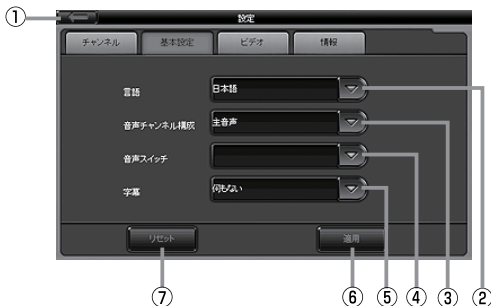 ①
設定
チャンネル 基本設定 ビデオ 情報
言語 日本語
音声チャンネル構成 主音声
音声スイッチ
字幕 何もない
リセット 適用
⑦ ⑥ ⑤ ④ ③ ②